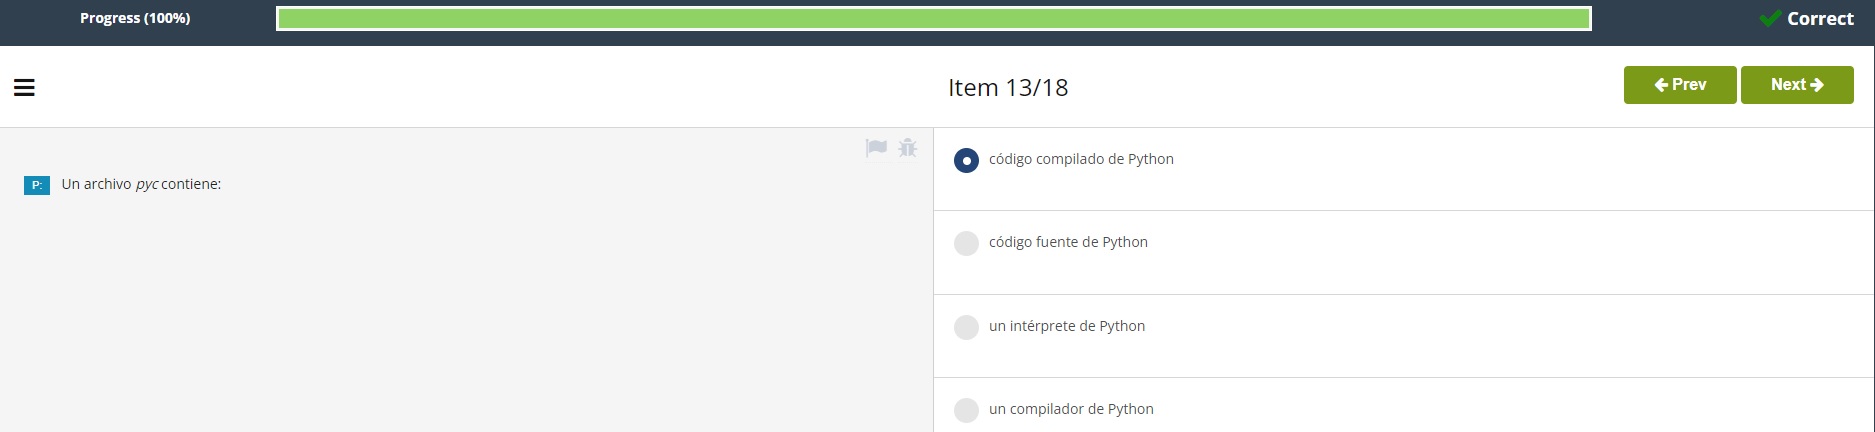 Progress (100%)
Correct
Item 13/18
Prev
Next
P: Un archivo pyc contiene:
código compilado de Python
código fuente de Python
un intérprete de Python
un compilador de Python